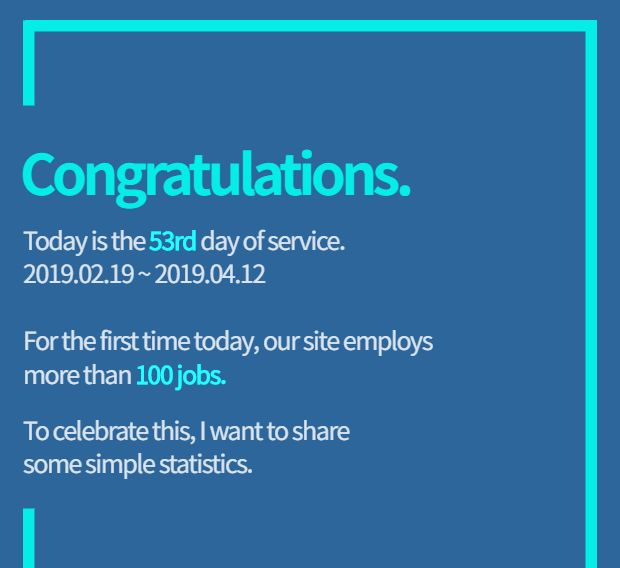 Congratulations.
Today is the 53rd day of service.
2019.02.19 ~ 2019.04.12
For the first time today, our site employs
more than 100 jobs.
To celebrate this, I want to share
some simple statistics.